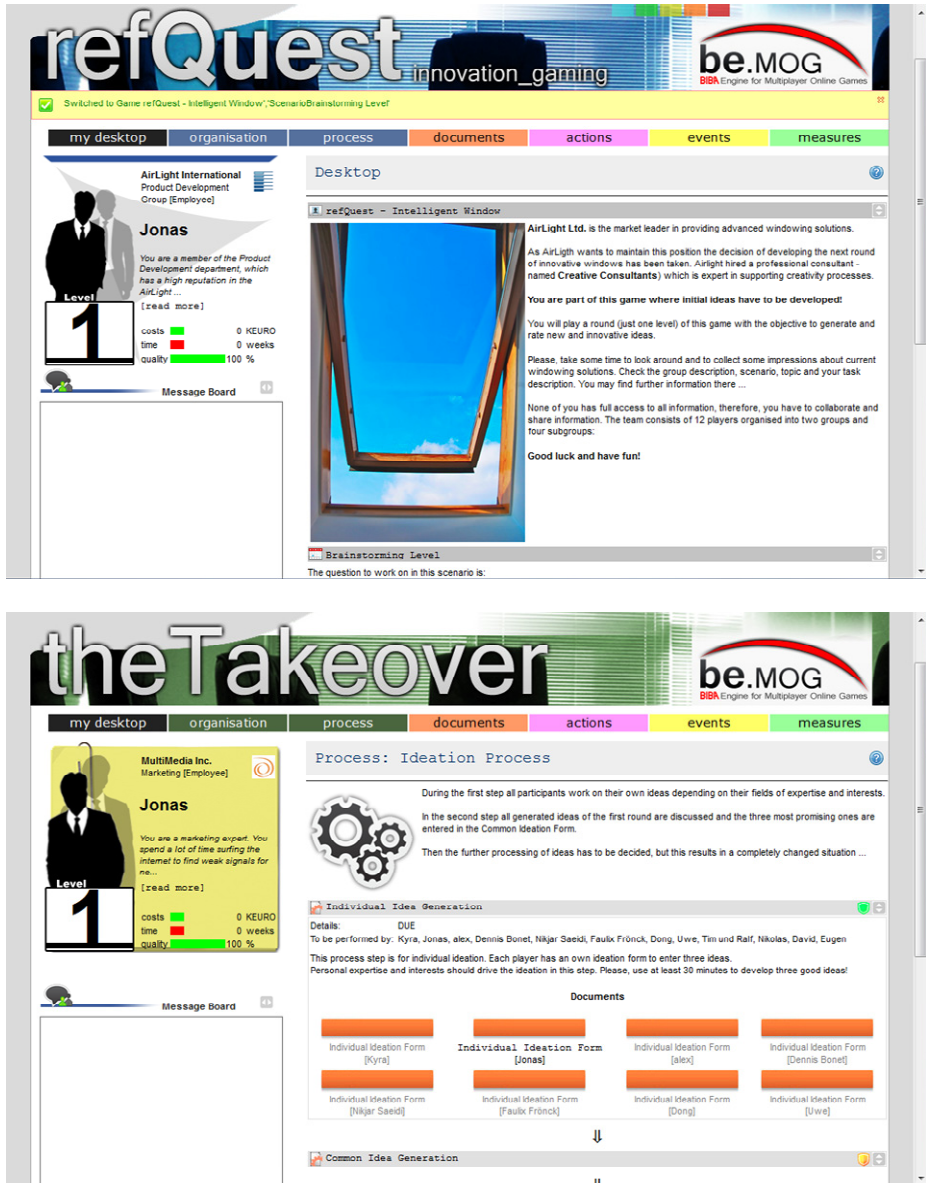 refQuest innovation_gaming
be.MOG
BIBA Engine for Multiplayer Online Games
Switched to Game refQuest - Intelligent Window','ScenarioBrainstorming Level'
my desktop organisation process documents actions events measures
AirLight International
Product Development
Group [Employee]
Jonas
You are a member of the Product
Development department, which
has a high reputation in the
AirLight ...
[read more]
Level
1
costs 0 KEURO
time 0 weeks
quality 100 %
Message Board
Desktop
refQuest - Intelligent Window
AirLight Ltd. is the market leader in providing advanced windowing solutions.
As AirLigth wants to maintain this position the decision of developing the next round
of innovative windows has been taken. Airlight hired a professional consultant -
named Creative Consultants) which is expert in supporting creativity processes.
You are part of this game where initial ideas have to be developed!
You will play a round (just one level) of this game with the objective to generate and
rate new and innovative ideas.
Please, take some time to look around and to collect some impressions about current
windowing solutions. Check the group description, scenario, topic and your task
description. You may find further information there ...
None of you has full access to all information, therefore, you have to collaborate and
share information. The team consists of 12 players organised into two groups and
four subgroups:
Good luck and have fun!
Brainstorming Level
The question to work on in this scenario is:
theTakeover
be.MOG
BIBA Engine for Multiplayer Online Games
my desktop organisation process documents actions events measures
MultiMedia Inc.
Marketing [Employee]
Jonas
You are a marketing expert. You
spend a lot of time surfing the
internet to find weak signals for
ne...
[read more]
Level
1
costs 0 KEURO
time 0 weeks
quality 100 %
Message Board
Process: Ideation Process
During the first step all participants work on their own ideas depending on their fields of expertise and interests.
In the second step all generated ideas of the first round are discussed and the three most promising ones are
entered in the Common Ideation Form.
Then the further processing of ideas has to be decided, but this results in a completely changed situation ...
Individual Idea Generation
Details: DUE
To be performed by: Kyra, Jonas, alex, Dennis Bonet, Nikjar Saeidi, Faulix Frönck, Dong, Uwe, Tim und Ralf, Nikolas, David, Eugen
This process step is for individual ideation. Each player has an own ideation form to enter three ideas.
Personal expertise and interests should drive the ideation in this step. Please, use at least 30 minutes to develop three good ideas!
Documents
Individual Ideation Form Individual Ideation Form Individual Ideation Form Individual Ideation Form
[Kyra] [Jonas] [alex] [Dennis Bonet]
Individual Ideation Form Individual Ideation Form Individual Ideation Form Individual Ideation Form
[Nikjar Saeidi] [Faulix Frönck] [Dong] [Uwe]
⇓
Common Idea Generation